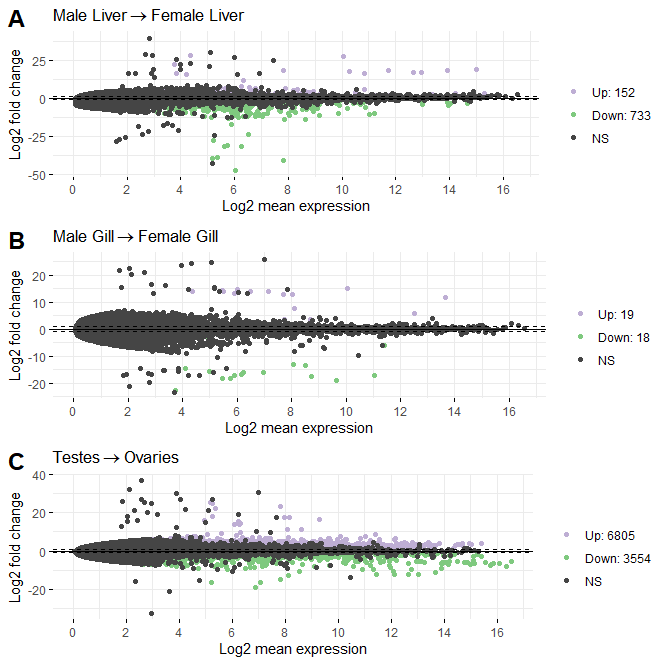 A
Male Liver → Female Liver
Log2 fold change
25
0
-25
-50
0 2 4 6 8 10 12 14 16
Log2 mean expression
Up: 152
Down: 733
NS
B
Male Gill → Female Gill
Log2 fold change
20
10
0
-10
-20
0 2 4 6 8 10 12 14 16
Log2 mean expression
Up: 19
Down: 18
NS
C
Testes → Ovaries
Log2 fold change
40
20
0
-20
0 2 4 6 8 10 12 14 16
Log2 mean expression
Up: 6805
Down: 3554
NS